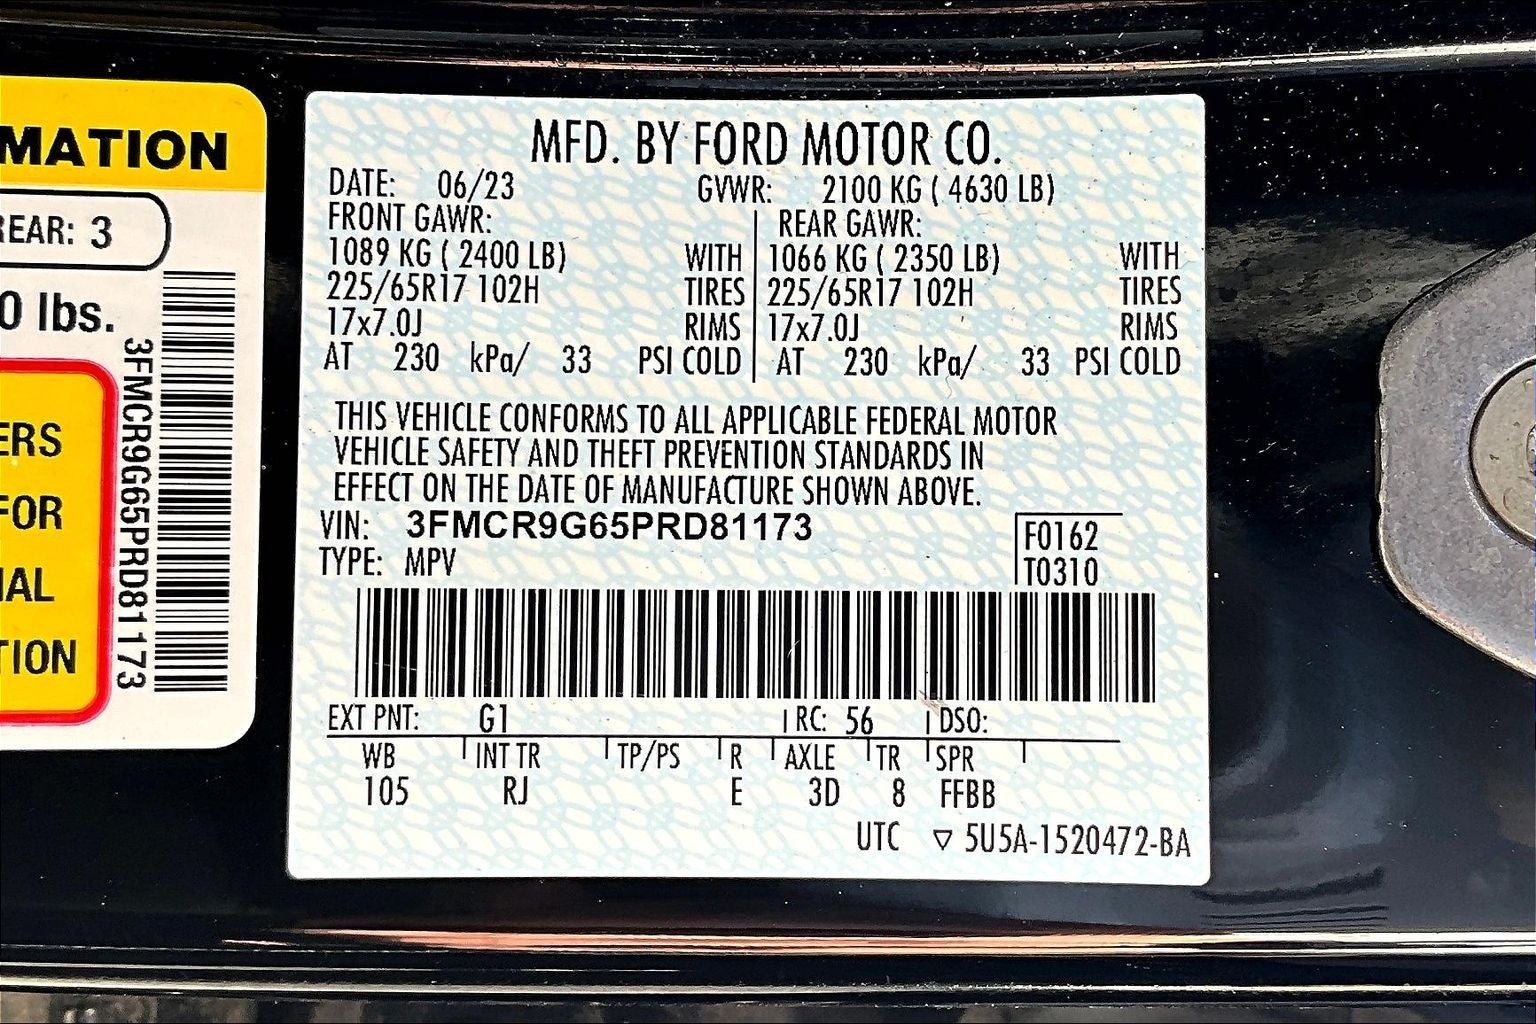 MATION
REAR: 3
0 lbs.
ERS
FOR
IAL
TION
3FMCR9G65PRD81173
MFD. BY FORD MOTOR CO.
DATE: 06/23 GVWR: 2100 KG ( 4630 LB)
FRONT GAWR: REAR GAWR:
1089 KG ( 2400 LB) WITH 1066 KG ( 2350 LB) WITH
225/65R17 102H TIRES 225/65R17 102H TIRES
17x7.0J RIMS 17x7.0J RIMS
AT 230 kPa/ 33 PSI COLD AT 230 kPa/ 33 PSI COLD
THIS VEHICLE CONFORMS TO ALL APPLICABLE FEDERAL MOTOR
VEHICLE SAFETY AND THEFT PREVENTION STANDARDS IN
EFFECT ON THE DATE OF MANUFACTURE SHOWN ABOVE.
VIN: 3FMCR9G65PRD81173 F0162
TYPE: MPV T0310
EXT PNT: G1 RC: 56 DSO:
WB INT TR TP/PS R AXLE TR SPR
105 RJ E 3D 8 FFBB
UTC ▽ 5U5A-1520472-BA